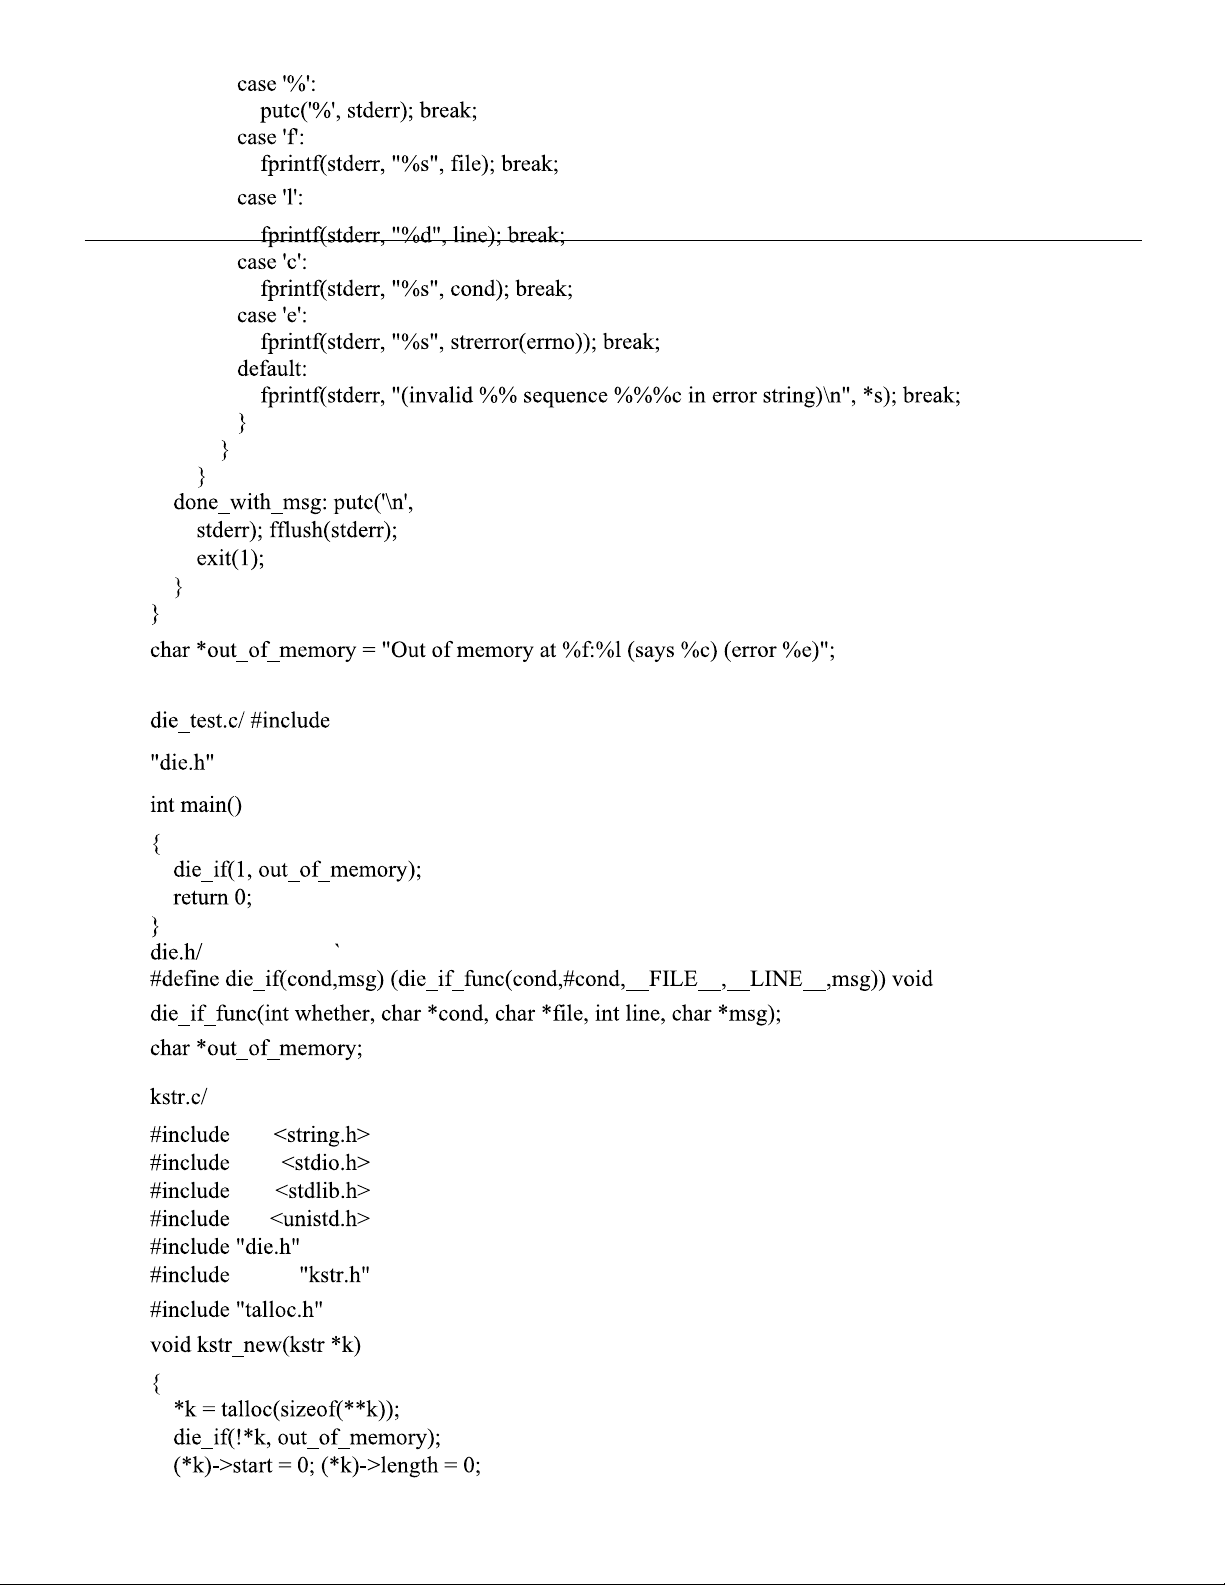 case '%':
putc('%', stderr); break;
case 'f':
fprintf(stderr, "%s", file); break;
case 'l':
fprintf(stderr, "%d", line); break;
case 'c':
fprintf(stderr, "%s", cond); break;
case 'e':
fprintf(stderr, "%s", strerror(errno)); break;
default:
fprintf(stderr, "(invalid %% sequence %%%c in error string)\n", *s); break;
}
}
}
done_with_msg: putc('\n',
stderr); fflush(stderr);
exit(1);
}
}
char *out_of_memory = "Out of memory at %f:%l (says %c) (error %e)";
die_test.c/ #include
"die.h"
int main()
{
die_if(1, out_of_memory);
return 0;
}
die.h/ `
#define die_if(cond,msg) (die_if_func(cond,#cond,__FILE__,__LINE__,msg)) void
die_if_func(int whether, char *cond, char *file, int line, char *msg);
char *out_of_memory;
kstr.c/
#include <string.h>
#include <stdio.h>
#include <stdlib.h>
#include <unistd.h>
#include "die.h"
#include "kstr.h"
#include "talloc.h"
void kstr_new(kstr *k)
{
*k = talloc(sizeof(**k));
die_if(!*k, out_of_memory);
(*k)->start = 0; (*k)->length = 0;